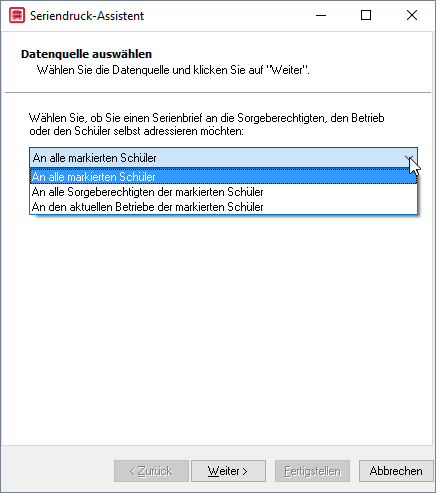 Seriendruck-Assistent
Datenquelle auswählen
Wählen Sie die Datenquelle und klicken Sie auf "Weiter".
Wählen Sie, ob Sie einen Serienbrief an die Sorgeberechtigten, den Betrieb
oder den Schüler selbst adressieren möchten:
An alle markierten Schüler
An alle markierten Schüler
An alle Sorgeberechtigten der markierten Schüler
An den aktuellen Betriebe der markierten Schüler
< Zurück Weiter > Fertigstellen Abbrechen